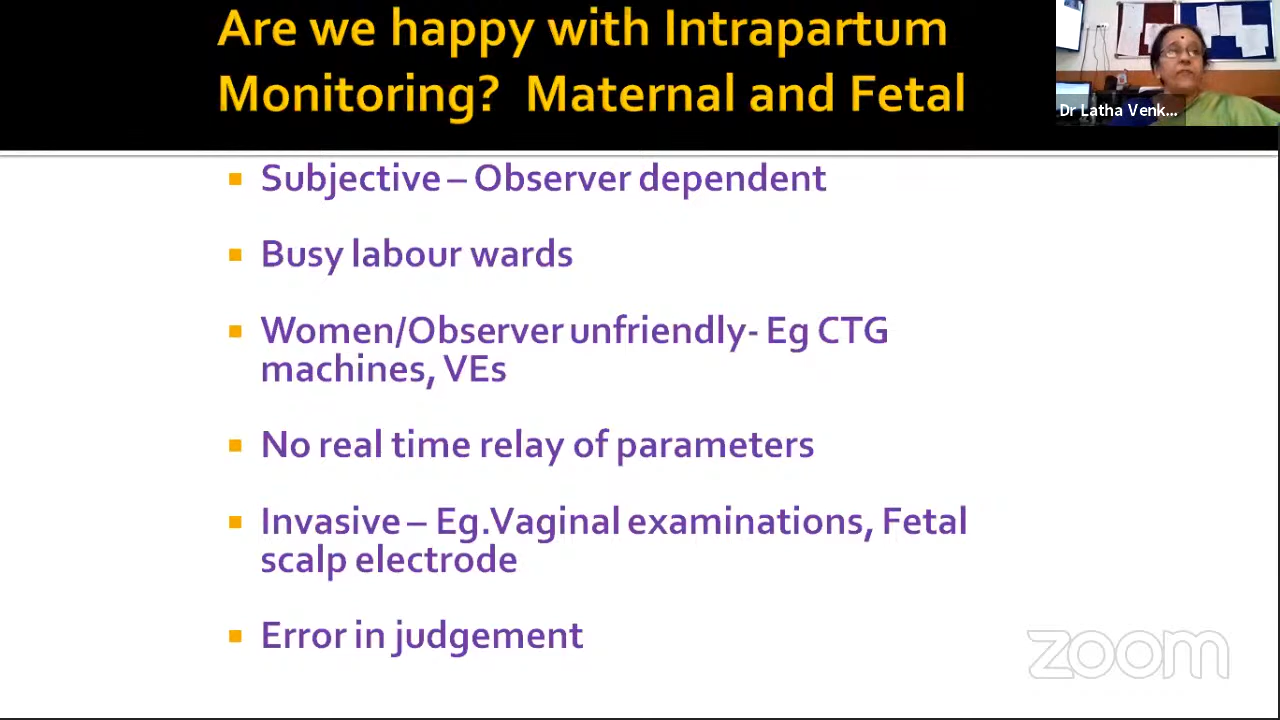 Are we happy with Intrapartum
Monitoring? Maternal and Fetal
Dr Latha Venk...
Subjective – Observer dependent
Busy labour wards
Women/Observer unfriendly- Eg CTG
machines, VEs
No real time relay of parameters
Invasive – Eg.Vaginal examinations, Fetal
scalp electrode
Error in judgement
zoom